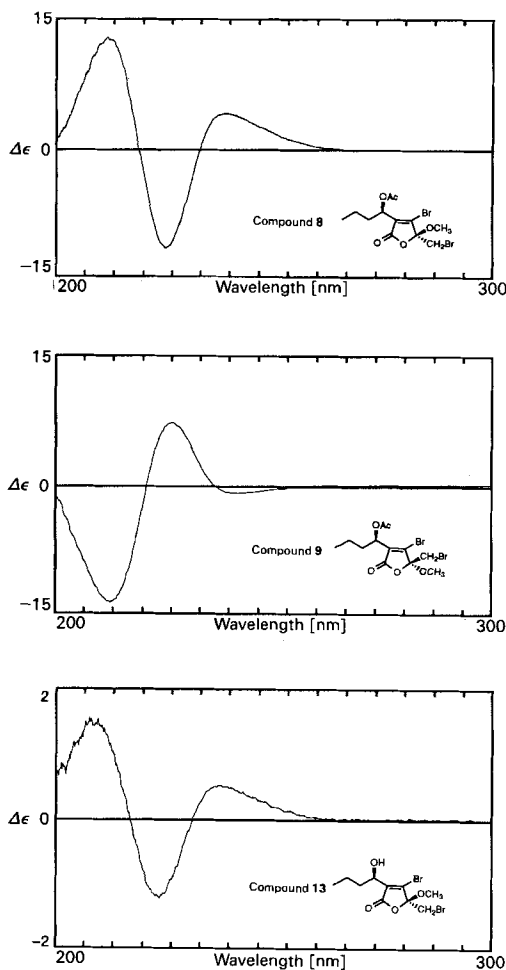 15
Δε 0
−15
200
Wavelength [nm]
300
Compound 8
OAc
Br
OCH₃
CH₂Br
O
O
15
Δε 0
−15
200
Wavelength [nm]
300
Compound 9
OAc
Br
CH₂Br
OCH₃
O
O
2
Δε 0
−2
200
Wavelength [nm]
300
Compound 13
OH
Br
OCH₃
CH₂Br
O
O